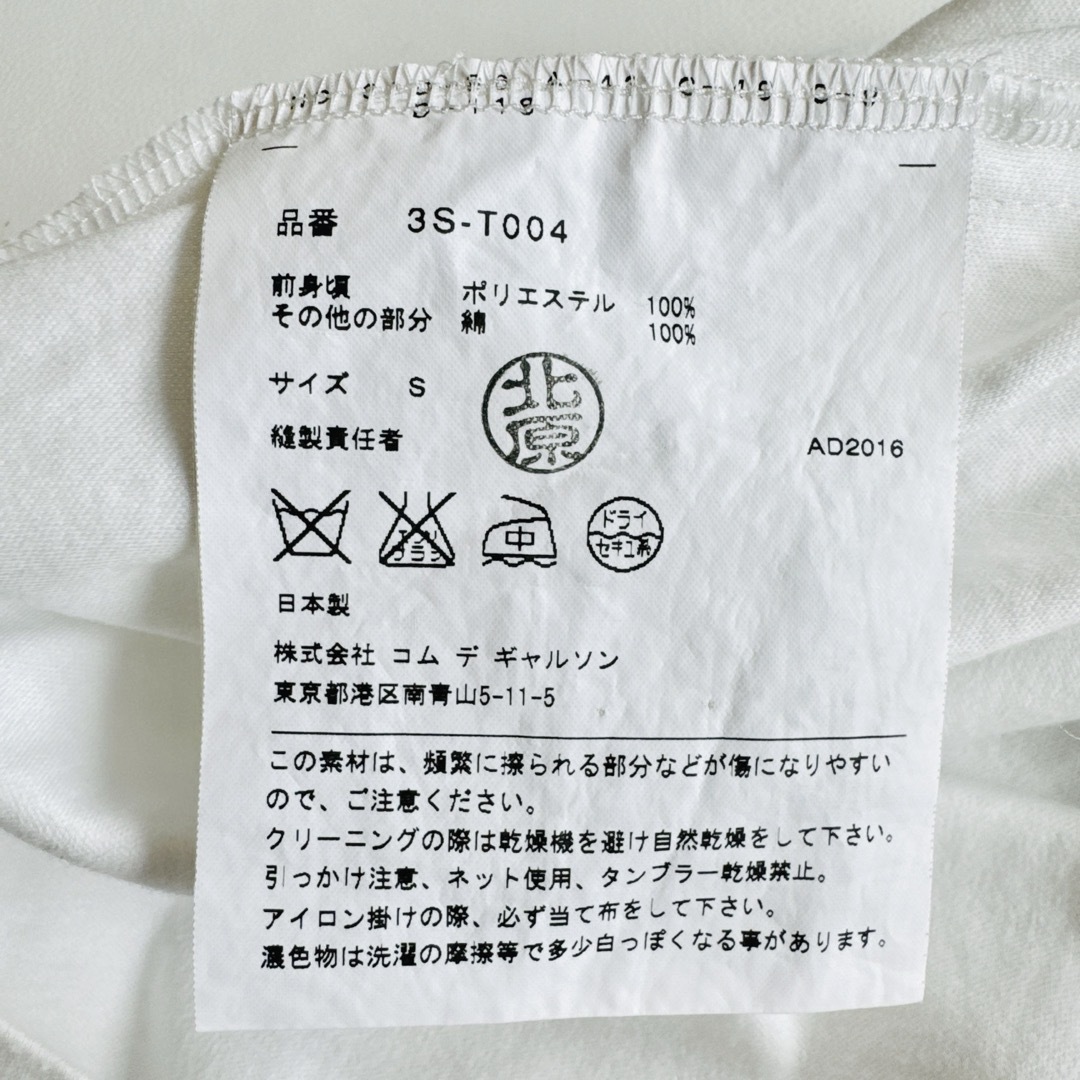 品番 3S-T004
前身頃 ポリエステル 100%
その他の部分 綿 100%
サイズ S
北原
縫製責任者 AD2016
中 ドライ セキユ系
日本製
株式会社 コム デ ギャルソン
東京都港区南青山5-11-5
この素材は、頻繁に擦られる部分などが傷になりやすい
ので、ご注意ください。
クリーニングの際は乾燥機を避け自然乾燥をして下さい。
引っかけ注意、ネット使用、タンブラー乾燥禁止。
アイロン掛けの際、必ず当て布をして下さい。
濃色物は洗濯の摩擦等で多少白っぽくなる事があります。